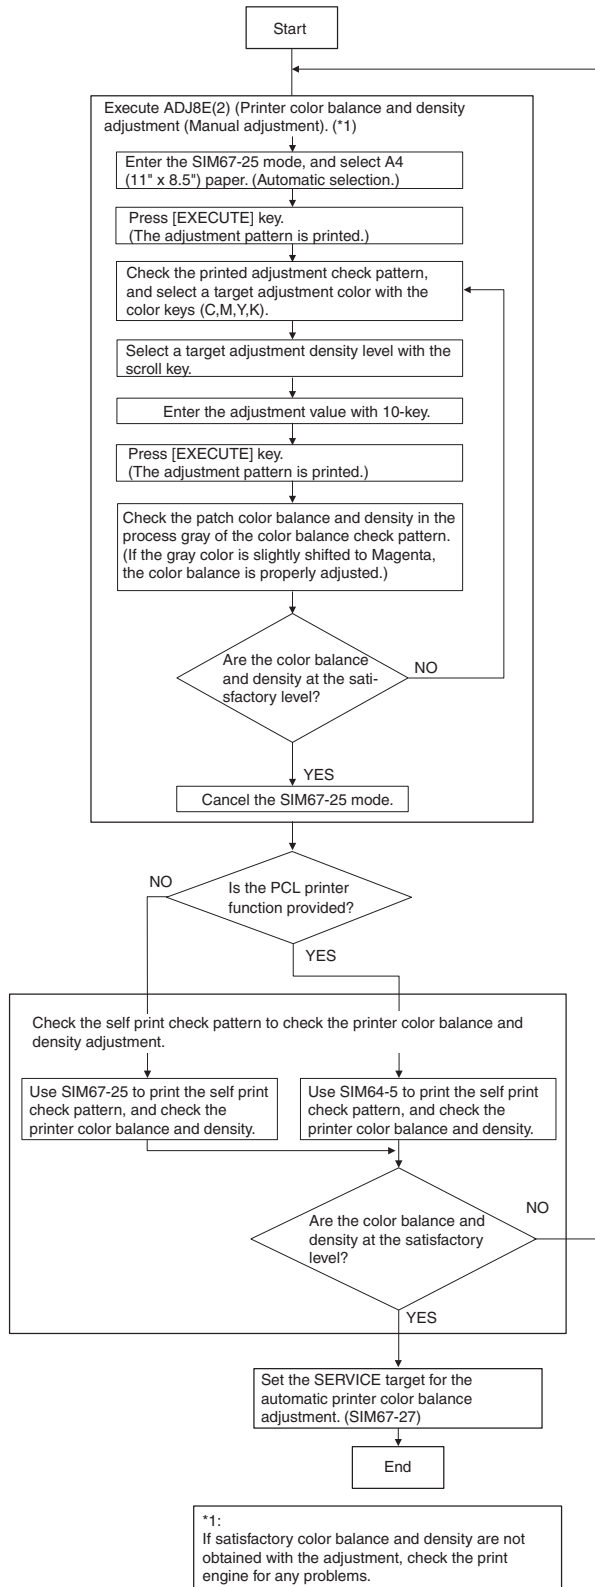 Start
Execute ADJ8E(2) (Printer color balance and density
adjustment (Manual adjustment). (*1)
Enter the SIM67-25 mode, and select A4
(11" x 8.5") paper. (Automatic selection.)
Press [EXECUTE] key.
(The adjustment pattern is printed.)
Check the printed adjustment check pattern,
and select a target adjustment color with the
color keys (C,M,Y,K).
Select a target adjustment density level with the
scroll key.
Enter the adjustment value with 10-key.
Press [EXECUTE] key.
(The adjustment pattern is printed.)
Check the patch color balance and density in the
process gray of the color balance check pattern.
(If the gray color is slightly shifted to Magenta,
the color balance is properly adjusted.)
Are the color balance
and density at the sati-
sfactory level?
NO
YES
Cancel the SIM67-25 mode.
NO
Is the PCL printer
function provided?
YES
Check the self print check pattern to check the printer color balance and
density adjustment.
Use SIM67-25 to print the self print
check pattern, and check the
printer color balance and density.
Use SIM64-5 to print the self print
check pattern, and check the
printer color balance and density.
Are the color balance and
density at the satisfactory
level?
NO
YES
Set the SERVICE target for the
automatic printer color balance
adjustment. (SIM67-27)
End
*1:
If satisfactory color balance and density are not
obtained with the adjustment, check the print
engine for any problems.